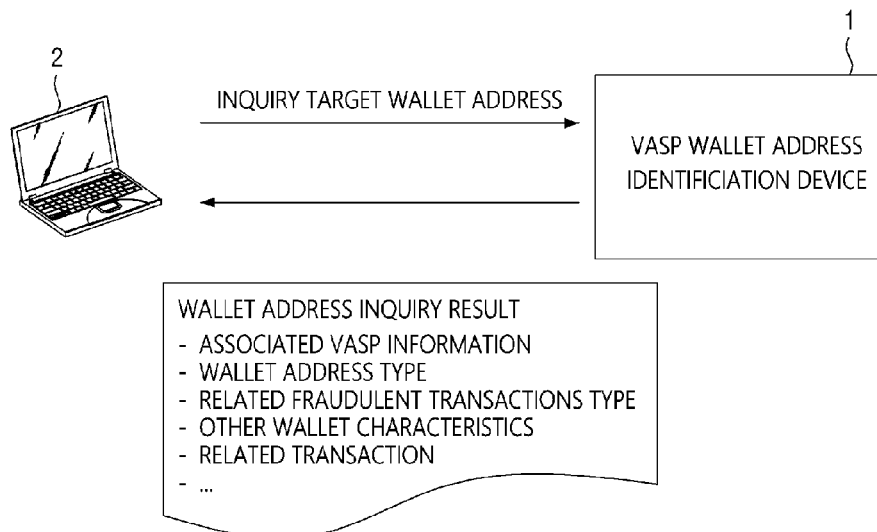 1
2
INQUIRY TARGET WALLET ADDRESS
VASP WALLET ADDRESS
IDENTIFICIATION DEVICE
WALLET ADDRESS INQUIRY RESULT
- ASSOCIATED VASP INFORMATION
- WALLET ADDRESS TYPE
- RELATED FRAUDULENT TRANSACTIONS TYPE
- OTHER WALLET CHARACTERISTICS
- RELATED TRANSACTION
- ...